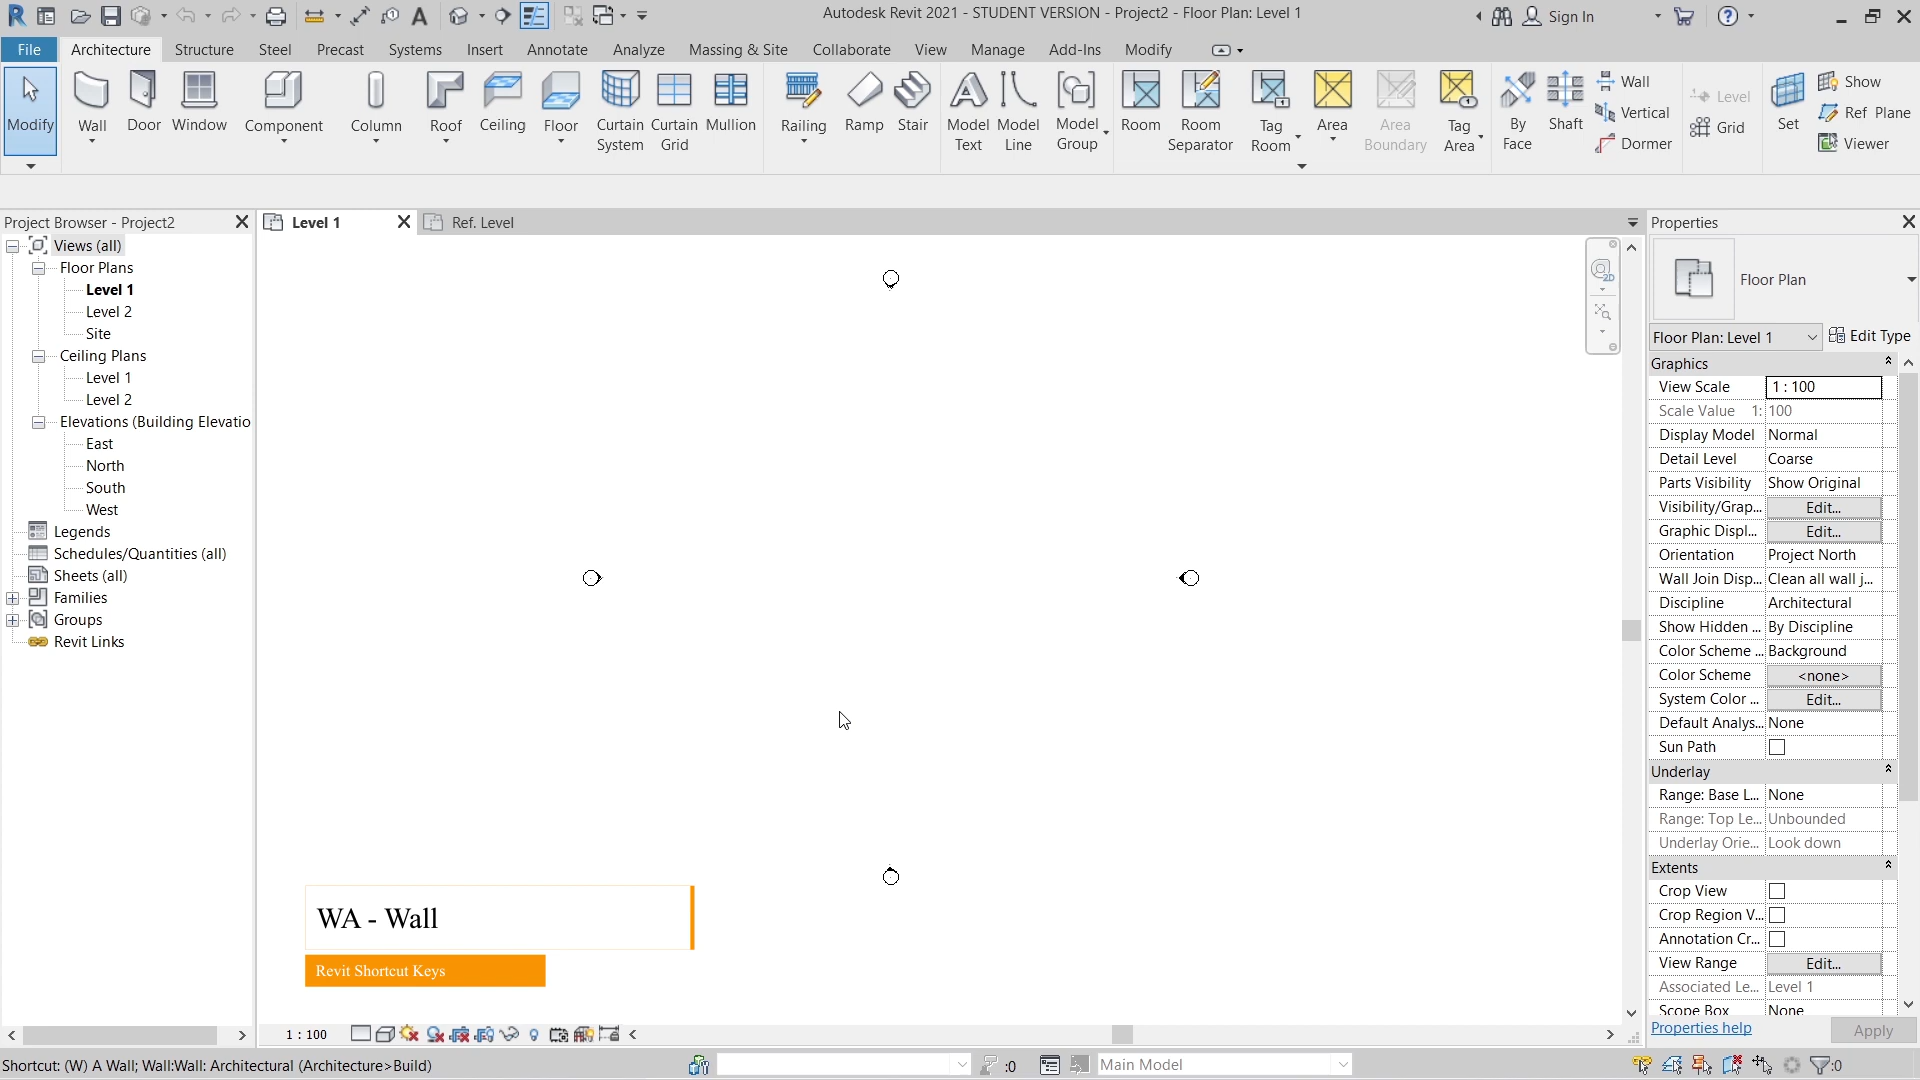 Autodesk Revit 2021 - STUDENT VERSION - Project2 - Floor Plan: Level 1
Sign In
File Architecture Structure Steel Precast Systems Insert Annotate Analyze Massing & Site Collaborate View Manage Add-Ins Modify
Modify
Wall
Door
Window
Component
Column
Roof
Ceiling
Floor
Curtain System
Curtain Grid
Mullion
Railing
Ramp
Stair
Model Text
Model Line
Model Group
Room
Room Separator
Tag Room
Area
Area Boundary
Tag Area
By Face
Shaft
Wall
Vertical
Dormer
Level
Grid
Set
Show
Ref Plane
Viewer
Project Browser - Project2
Views (all)
Floor Plans
Level 1
Level 2
Site
Ceiling Plans
Level 1
Level 2
Elevations (Building Elevatio
East
North
South
West
Legends
Schedules/Quantities (all)
Sheets (all)
Families
Groups
Revit Links
Level 1
Ref. Level
2D
WA - Wall
Revit Shortcut Keys
1 : 100
Properties
Floor Plan
Floor Plan: Level 1
Edit Type
Graphics
View Scale 1 : 100
Scale Value 1: 100
Display Model Normal
Detail Level Coarse
Parts Visibility Show Original
Visibility/Grap... Edit...
Graphic Displ... Edit...
Orientation Project North
Wall Join Disp... Clean all wall j...
Discipline Architectural
Show Hidden ... By Discipline
Color Scheme ... Background
Color Scheme <none>
System Color ... Edit...
Default Analys... None
Sun Path
Underlay
Range: Base L... None
Range: Top Le... Unbounded
Underlay Orie... Look down
Extents
Crop View
Crop Region V...
Annotation Cr...
View Range Edit...
Associated Le... Level 1
Scope Box None
Properties help
Apply
Shortcut: (W) A Wall; Wall:Wall: Architectural (Architecture>Build)
:0
Main Model
:0